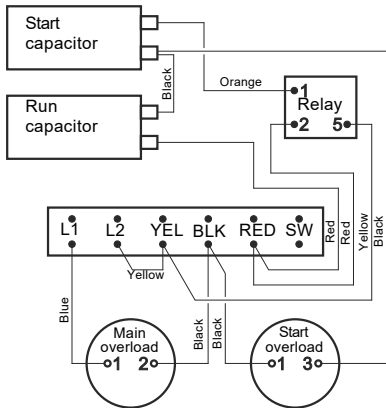 Start
capacitor
Black
Orange
1
Relay
2 5
Run
capacitor
Red
Red
Yellow
Black
L1 L2 YEL BLK RED SW
Yellow
Blue
Black
Black
Main
overload
1 2
Start
overload
1 3